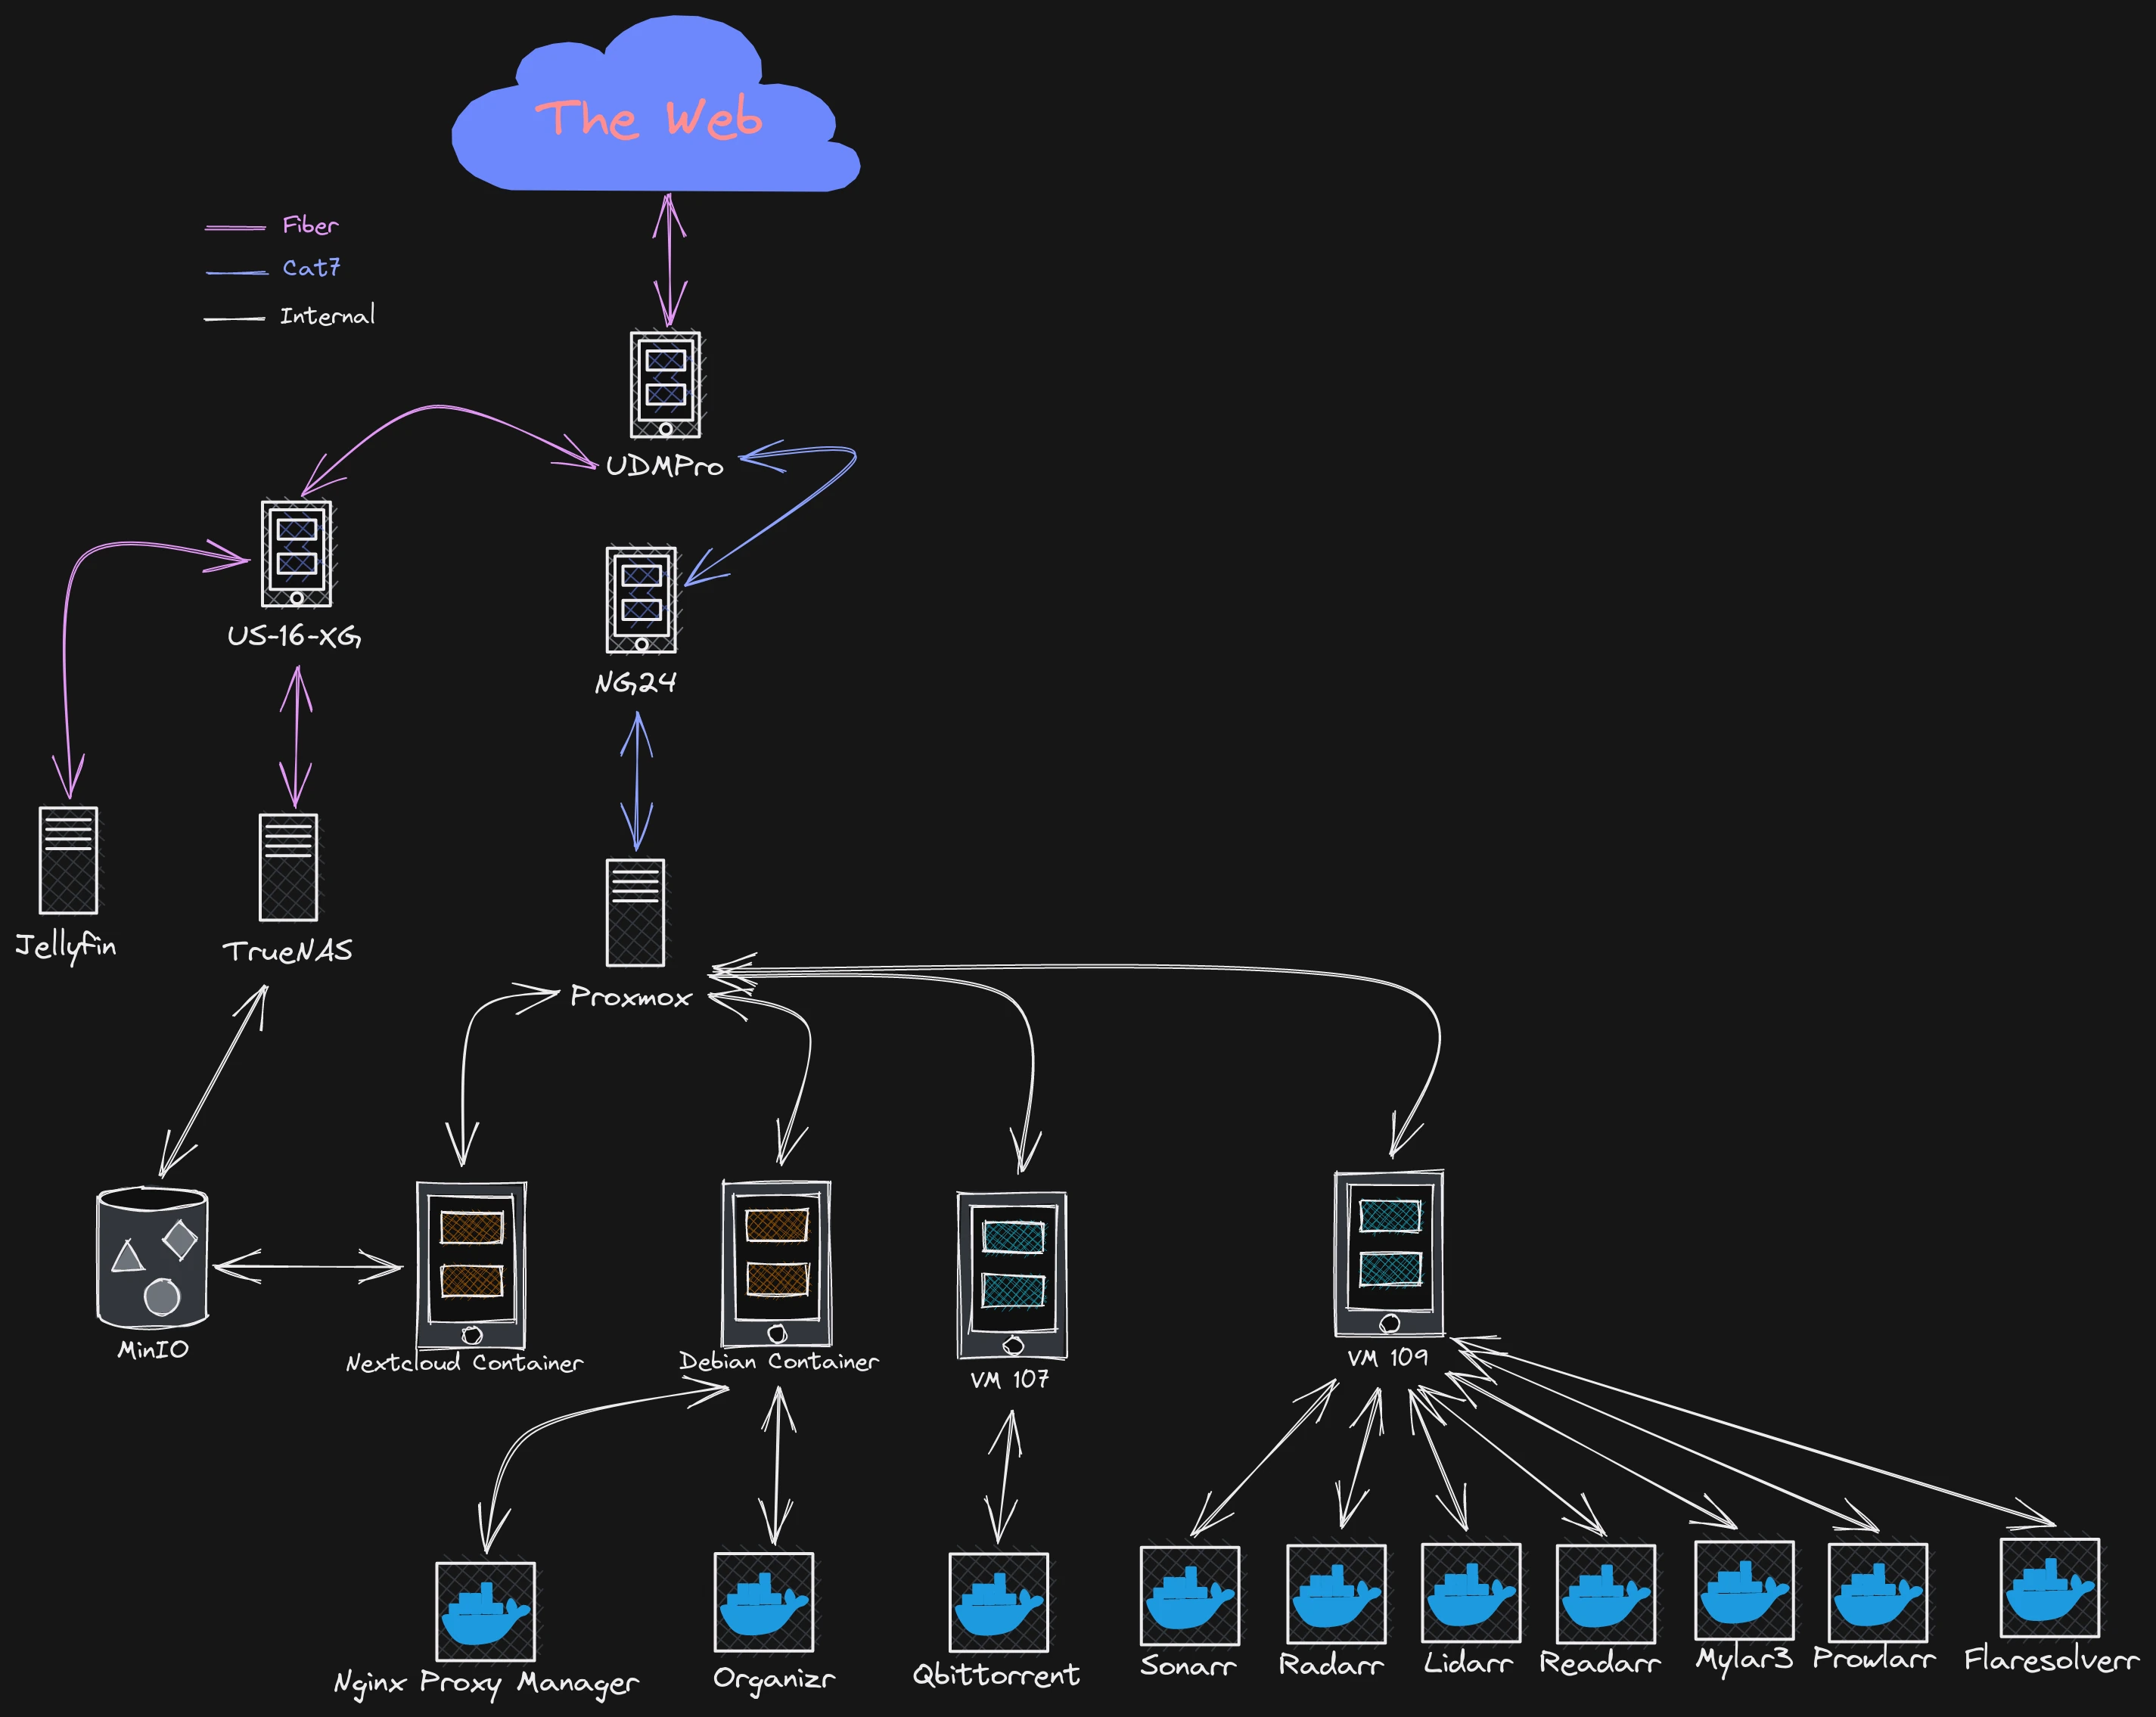 The Web
Fiber
Cat7
Internal
UDMPro
US-16-XG
NG24
Jellyfin
TrueNAS
Proxmox
MinIO
Nextcloud Container
Debian Container
VM 107
VM 109
Nginx Proxy Manager
Organizr
Qbittorrent
Sonarr
Radarr
Lidarr
Readarr
Mylar3
Prowlarr
Flaresolverr